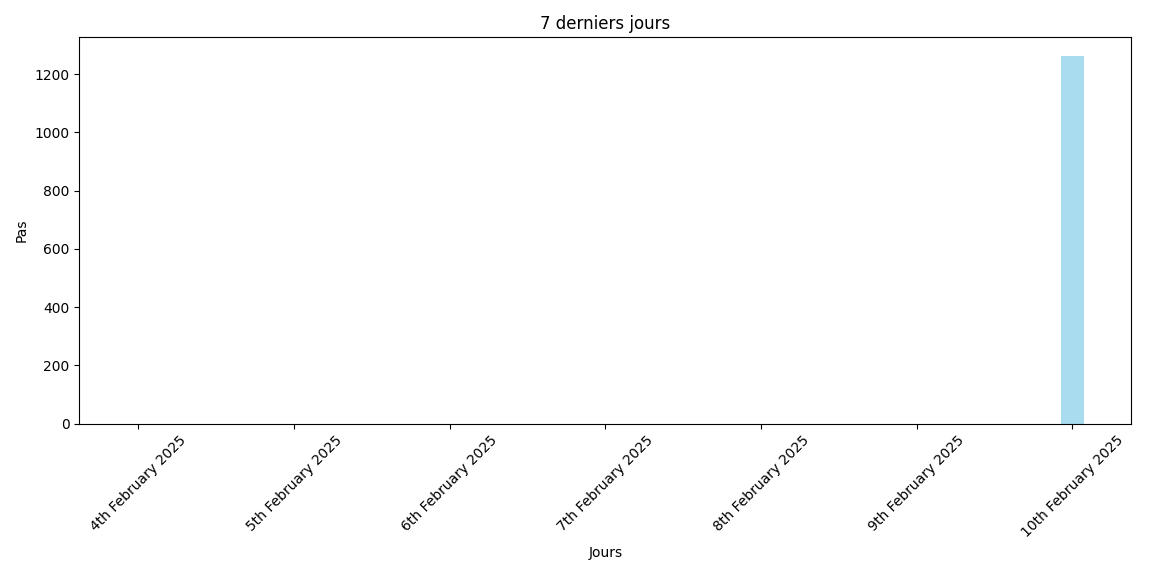 7 derniers jours
1200
1000
800
600
400
200
0
Pas
4th February 2025
5th February 2025
6th February 2025
7th February 2025
8th February 2025
9th February 2025
10th February 2025
Jours